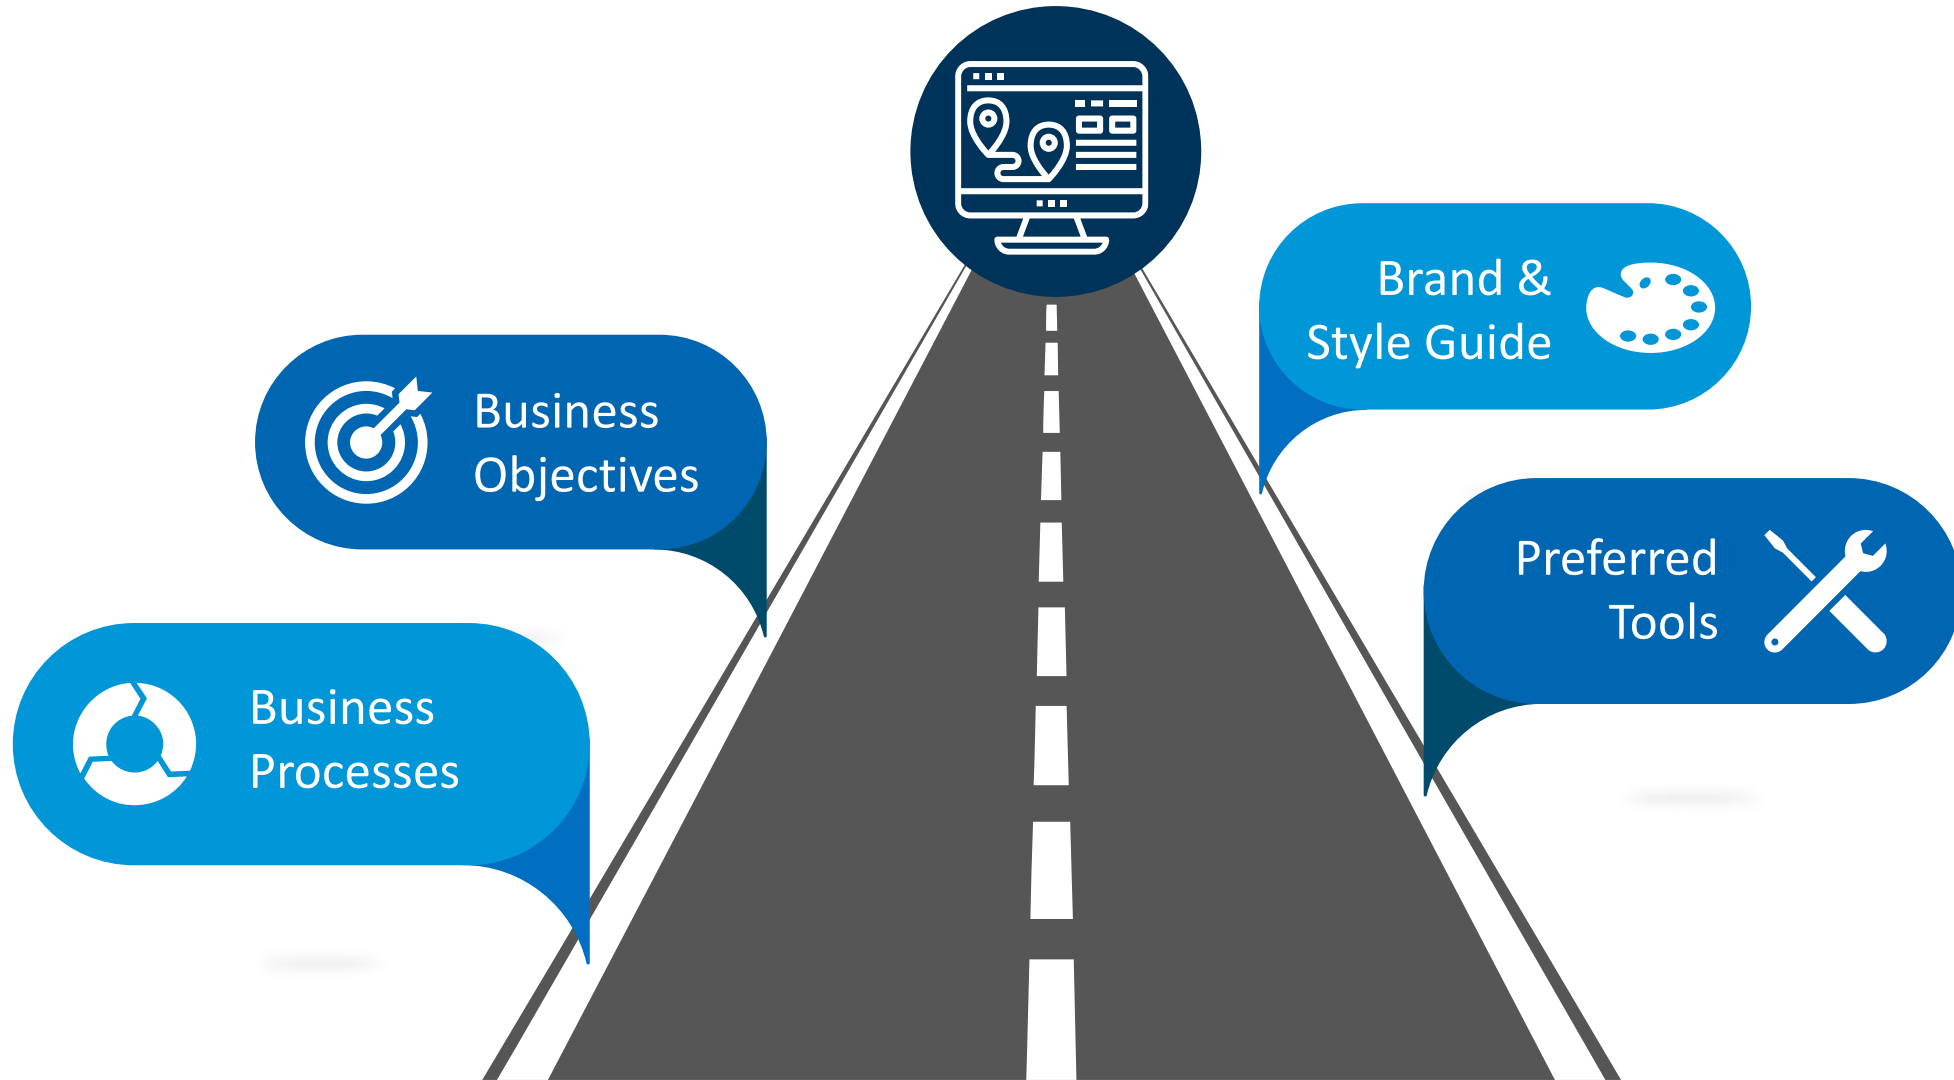 Brand &
Style Guide
Business
Objectives
Preferred
Tools
Business
Processes